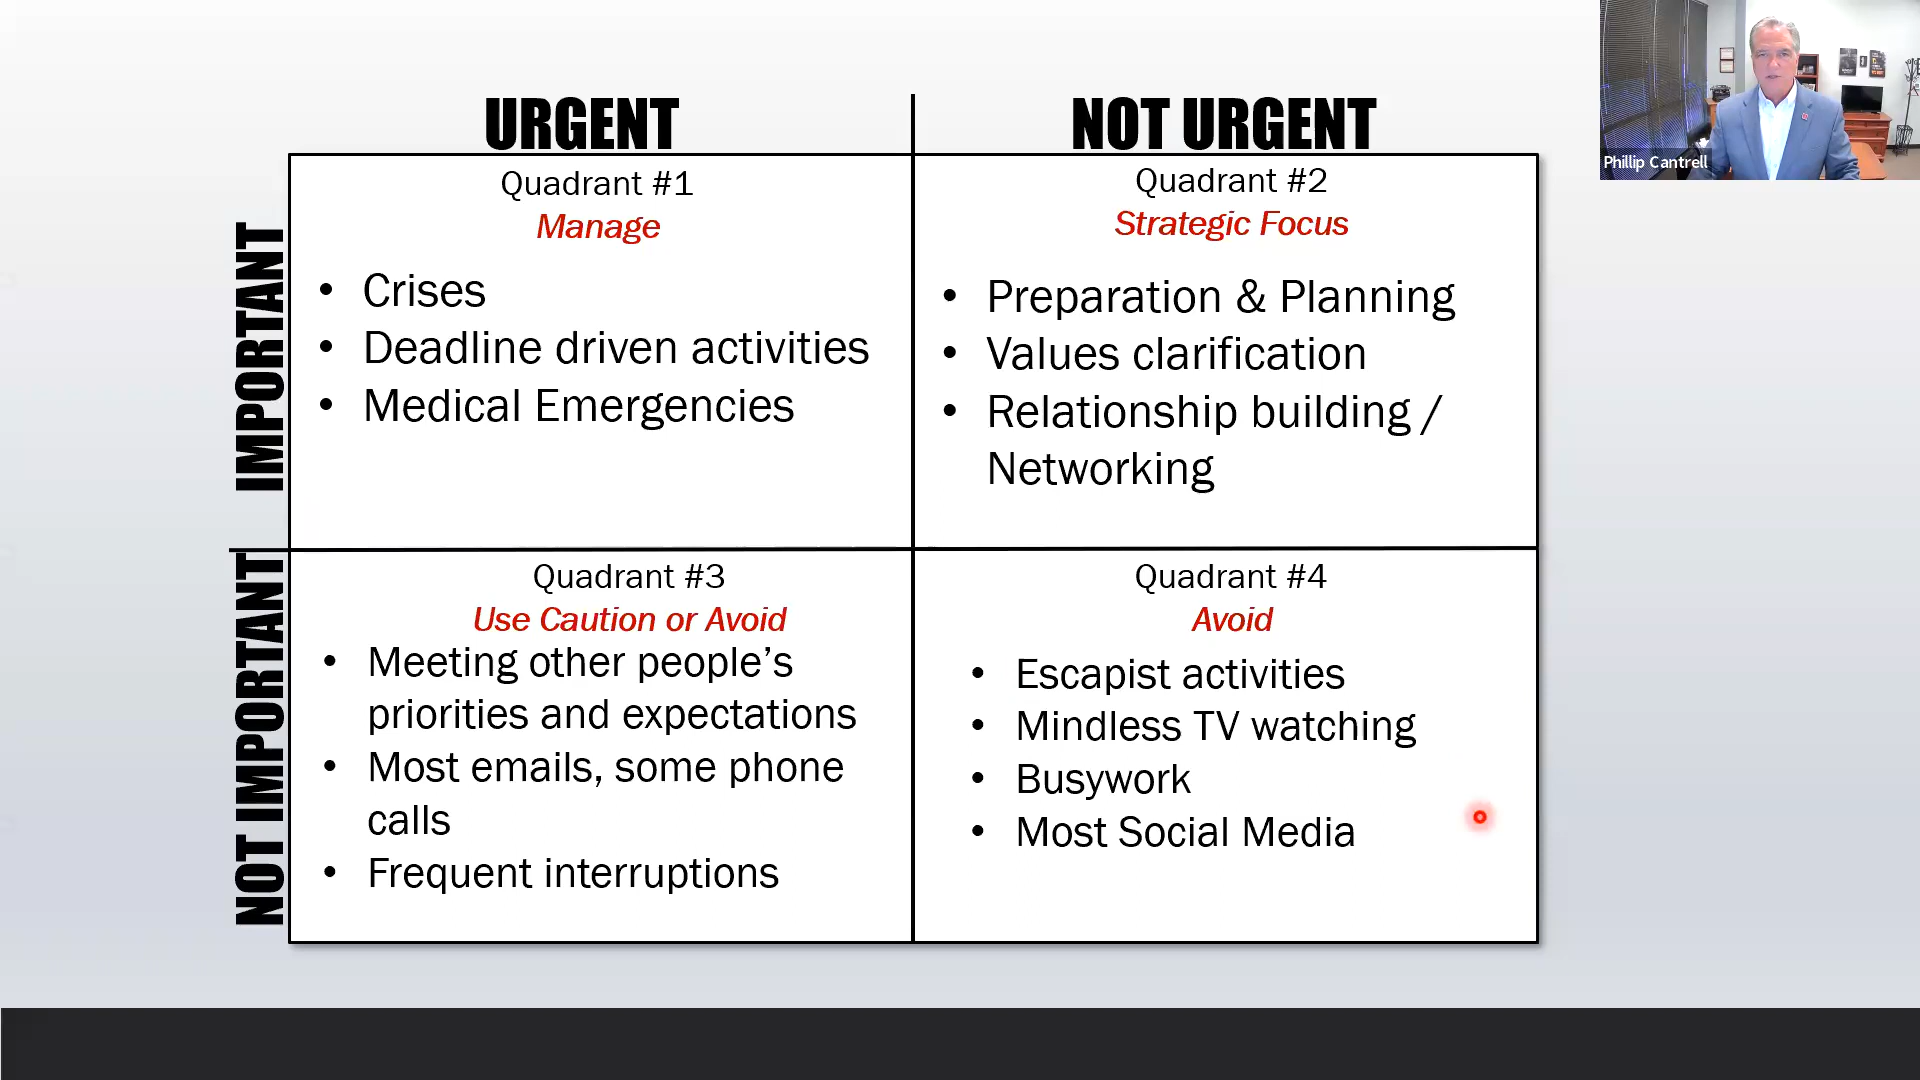 URGENT
NOT URGENT
Phillip Cantrell
IMPORTANT
Quadrant #1
Manage
• Crises
• Deadline driven activities
• Medical Emergencies
Quadrant #2
Strategic Focus
• Preparation & Planning
• Values clarification
• Relationship building /
Networking
NOT IMPORTANT
Quadrant #3
Use Caution or Avoid
• Meeting other people’s
priorities and expectations
• Most emails, some phone
calls
• Frequent interruptions
Quadrant #4
Avoid
• Escapist activities
• Mindless TV watching
• Busywork
• Most Social Media